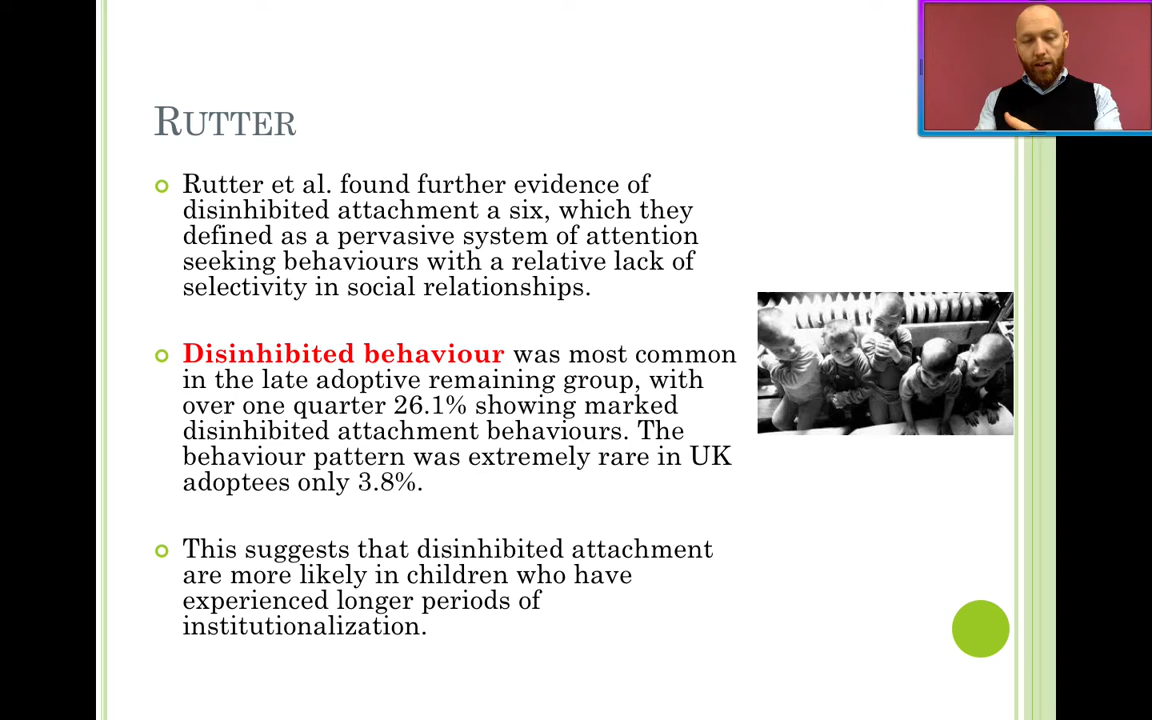 RUTTER
Rutter et al. found further evidence of
disinhibited attachment a six, which they
defined as a pervasive system of attention
seeking behaviours with a relative lack of
selectivity in social relationships.
Disinhibited behaviour was most common
in the late adoptive remaining group, with
over one quarter 26.1% showing marked
disinhibited attachment behaviours. The
behaviour pattern was extremely rare in UK
adoptees only 3.8%.
This suggests that disinhibited attachment
are more likely in children who have
experienced longer periods of
institutionalization.